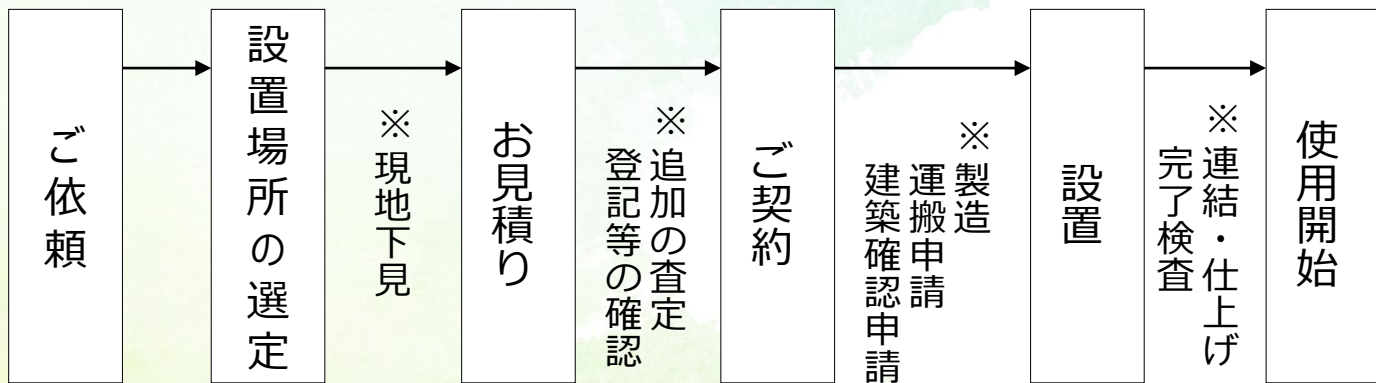 ご依頼
設置場所の選定
※現地下見
お見積り
※追加の査定
登記等の確認
ご契約
※製造
運搬申請
建築確認申請
設置
※連結・仕上げ
完了検査
使用開始